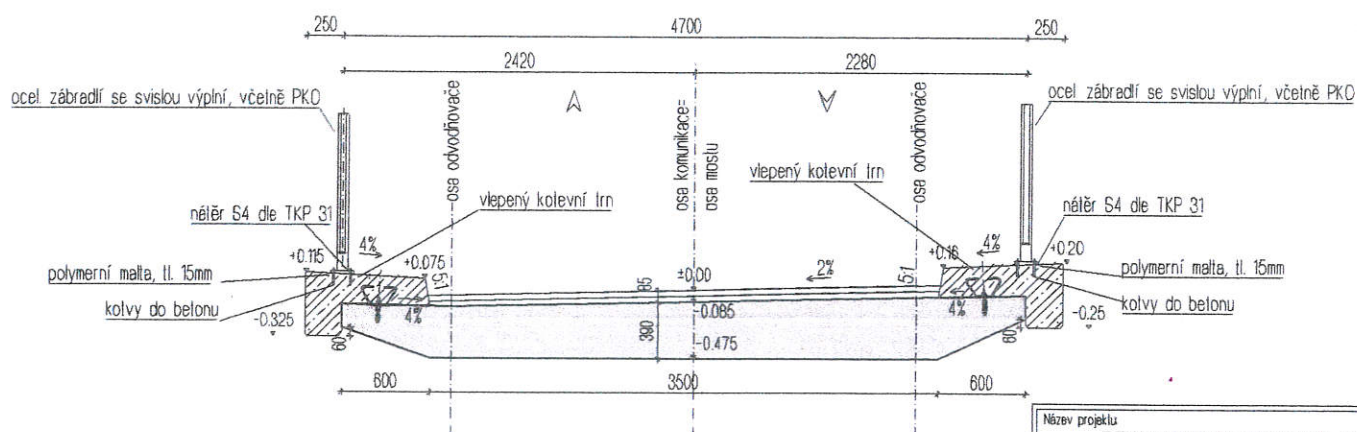 250
4700
250
2420
2280
ocel. zábradlí se svislou výplní, včetně PKO
ocel zábradlí se svislou výplní, včetně PKO
osa odvodňovače
osa komunikace=
osa mostu
osa odvodňovače
vlepený kotevní trn
vlepený kotevní trn
nátěr S4 dle TKP 31
nátěr S4 dle TKP 31
4%
4%
+0.115
+0.075
5:1
+0.16
+0.20
5:1
polymerní malta, tl. 15mm
polymerní malta, tl. 15mm
±0.00
2%
85
kotvy do betonu
kotvy do betonu
4%
4%
-0.325
-0.085
-0.25
60
390
60
-0.475
600
3500
600
Název projektu